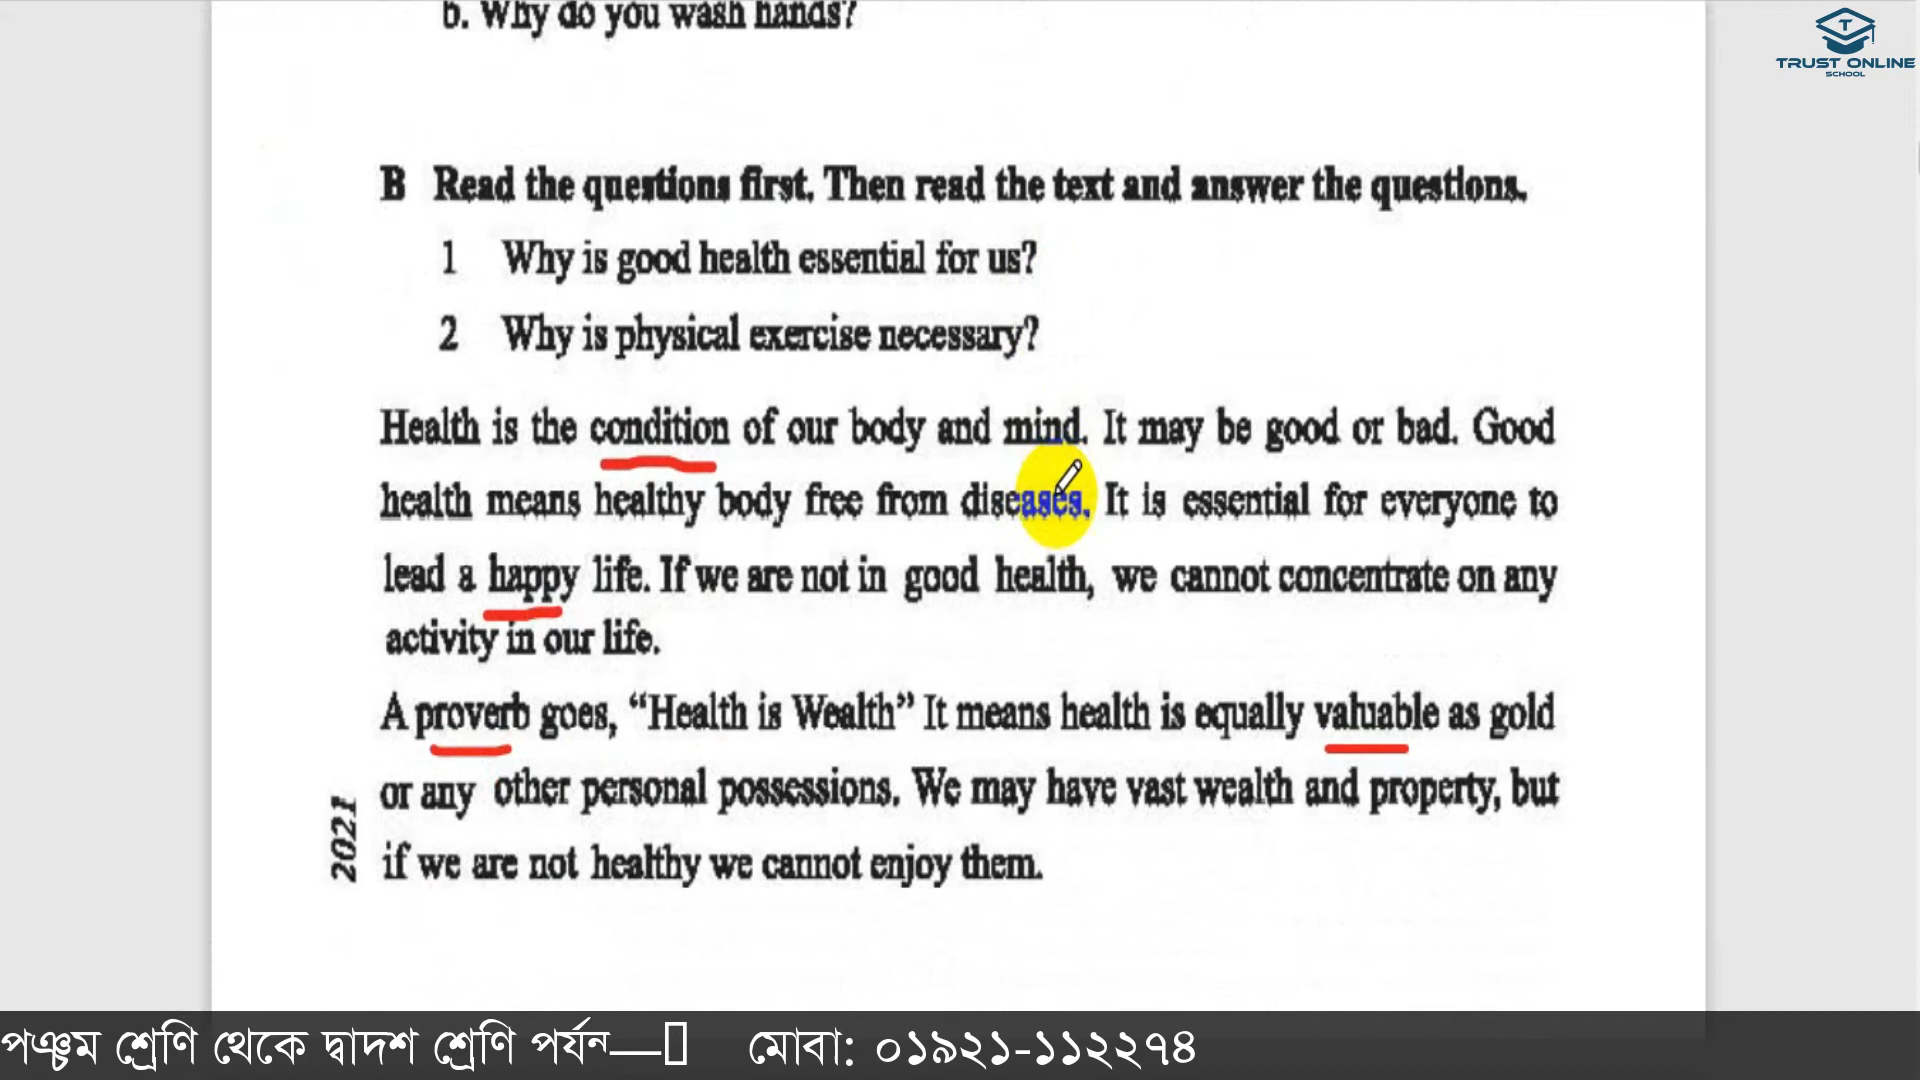 b. Why do you wash hands?
TRUST ONLINE
SCHOOL
B Read the questions first. Then read the text and answer the questions.
1 Why is good health essential for us?
2 Why is physical exercise necessary?
Health is the condition of our body and mind. It may be good or bad. Good
health means healthy body free from diseases. It is essential for everyone to
lead a happy life. If we are not in good health, we cannot concentrate on any
activity in our life.
A proverb goes, “Health is Wealth” It means health is equally valuable as gold
or any other personal possessions. We may have vast wealth and property, but
if we are not healthy we cannot enjoy them.
2021
পঞ্চম শ্রেণি থেকে দ্বাদশ শ্রেণি পর্যন—▯ মোবা: ০১৯২১-১১২২৭৪